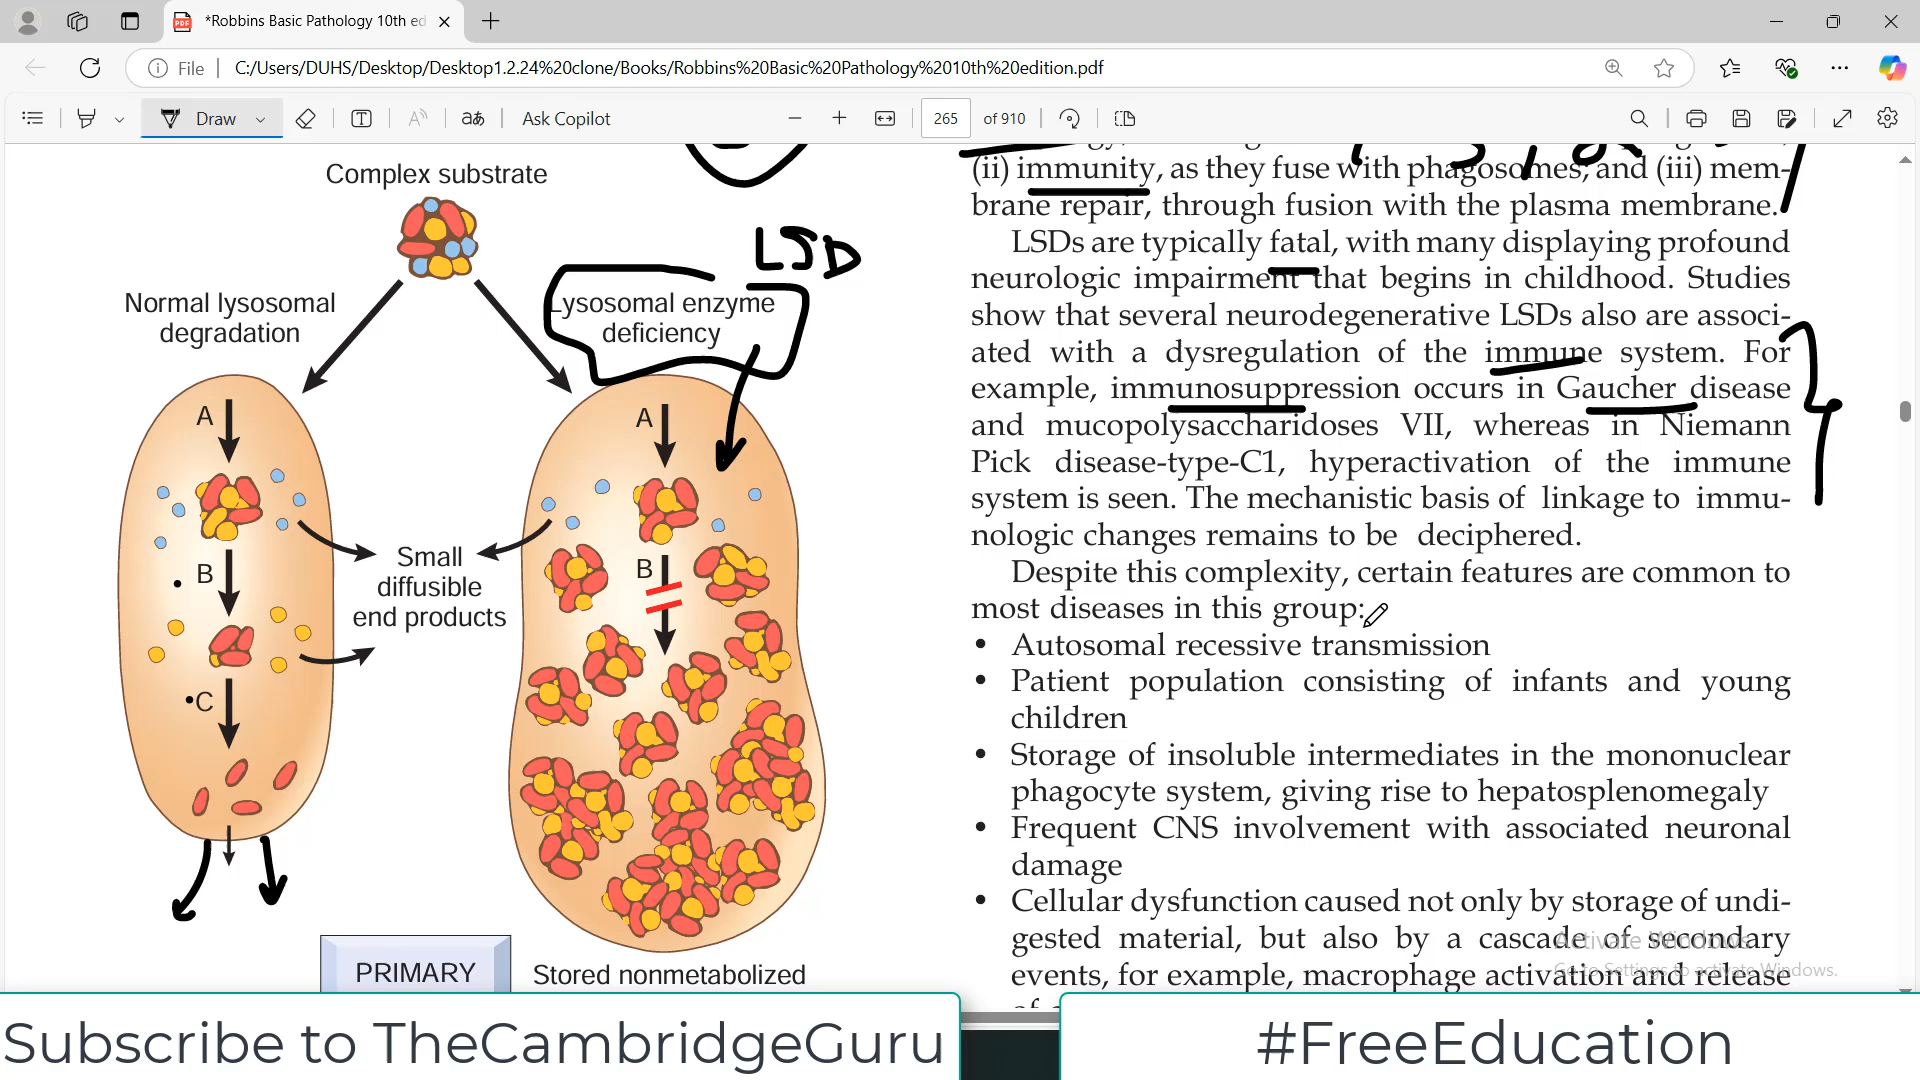 *Robbins Basic Pathology 10th ed
File
C:/Users/DUHS/Desktop/Desktop1.2.24%20clone/Books/Robbins%20Basic%20Pathology%2010th%20edition.pdf
Draw
Ask Copilot
265 of 910
Complex substrate
LSD
Normal lysosomal
degradation
Lysosomal enzyme
deficiency
A
A
B
B
Small
diffusible
end products
C
PRIMARY
Stored nonmetabolized
(ii) immunity, as they fuse with phagosomes; and (iii) mem-
brane repair, through fusion with the plasma membrane.
LSDs are typically fatal, with many displaying profound
neurologic impairment that begins in childhood. Studies
show that several neurodegenerative LSDs also are associ-
ated with a dysregulation of the immune system. For
example, immunosuppression occurs in Gaucher disease
and mucopolysaccharidoses VII, whereas in Niemann
Pick disease-type-C1, hyperactivation of the immune
system is seen. The mechanistic basis of linkage to immu-
nologic changes remains to be deciphered.
Despite this complexity, certain features are common to
most diseases in this group:
• Autosomal recessive transmission
• Patient population consisting of infants and young
children
• Storage of insoluble intermediates in the mononuclear
phagocyte system, giving rise to hepatosplenomegaly
• Frequent CNS involvement with associated neuronal
damage
• Cellular dysfunction caused not only by storage of undi-
gested material, but also by a cascade of secondary
events, for example, macrophage activation and release
Activate Windows
Go to Settings to activate Windows.
Subscribe to TheCambridgeGuru
#FreeEducation